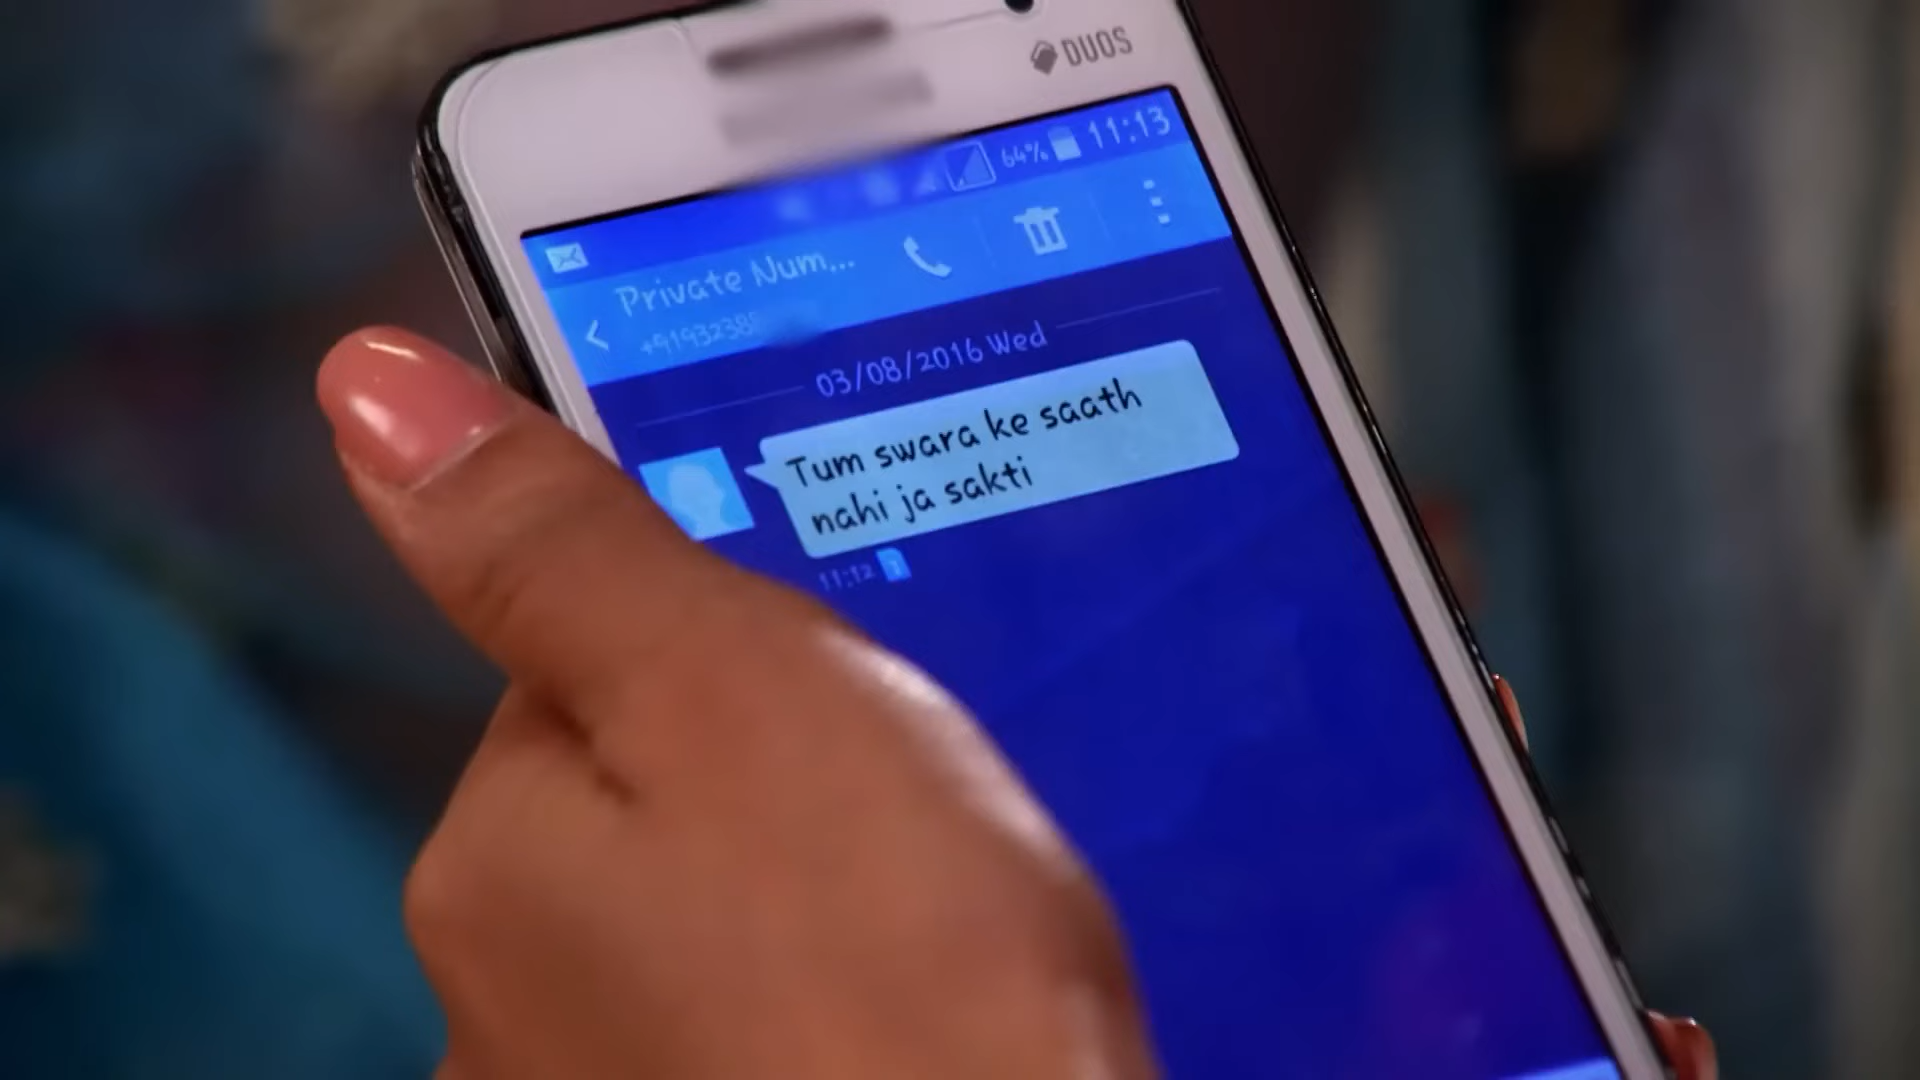 DUOS
64% 11:13
Private Num...
03/08/2016 Wed
Tum swara ke saath
nahi ja sakti
11:12